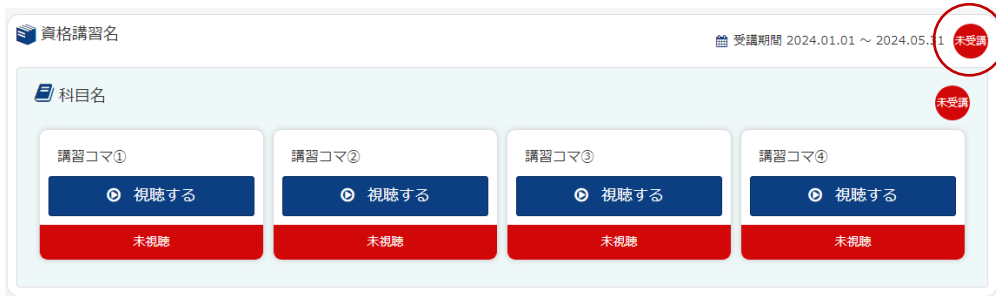 資格講習名
受講期間 2024.01.01 ～ 2024.05.31 未受講
科目名
未受講
講習コマ① 講習コマ② 講習コマ③ 講習コマ④
視聴する 視聴する 視聴する 視聴する
未視聴 未視聴 未視聴 未視聴